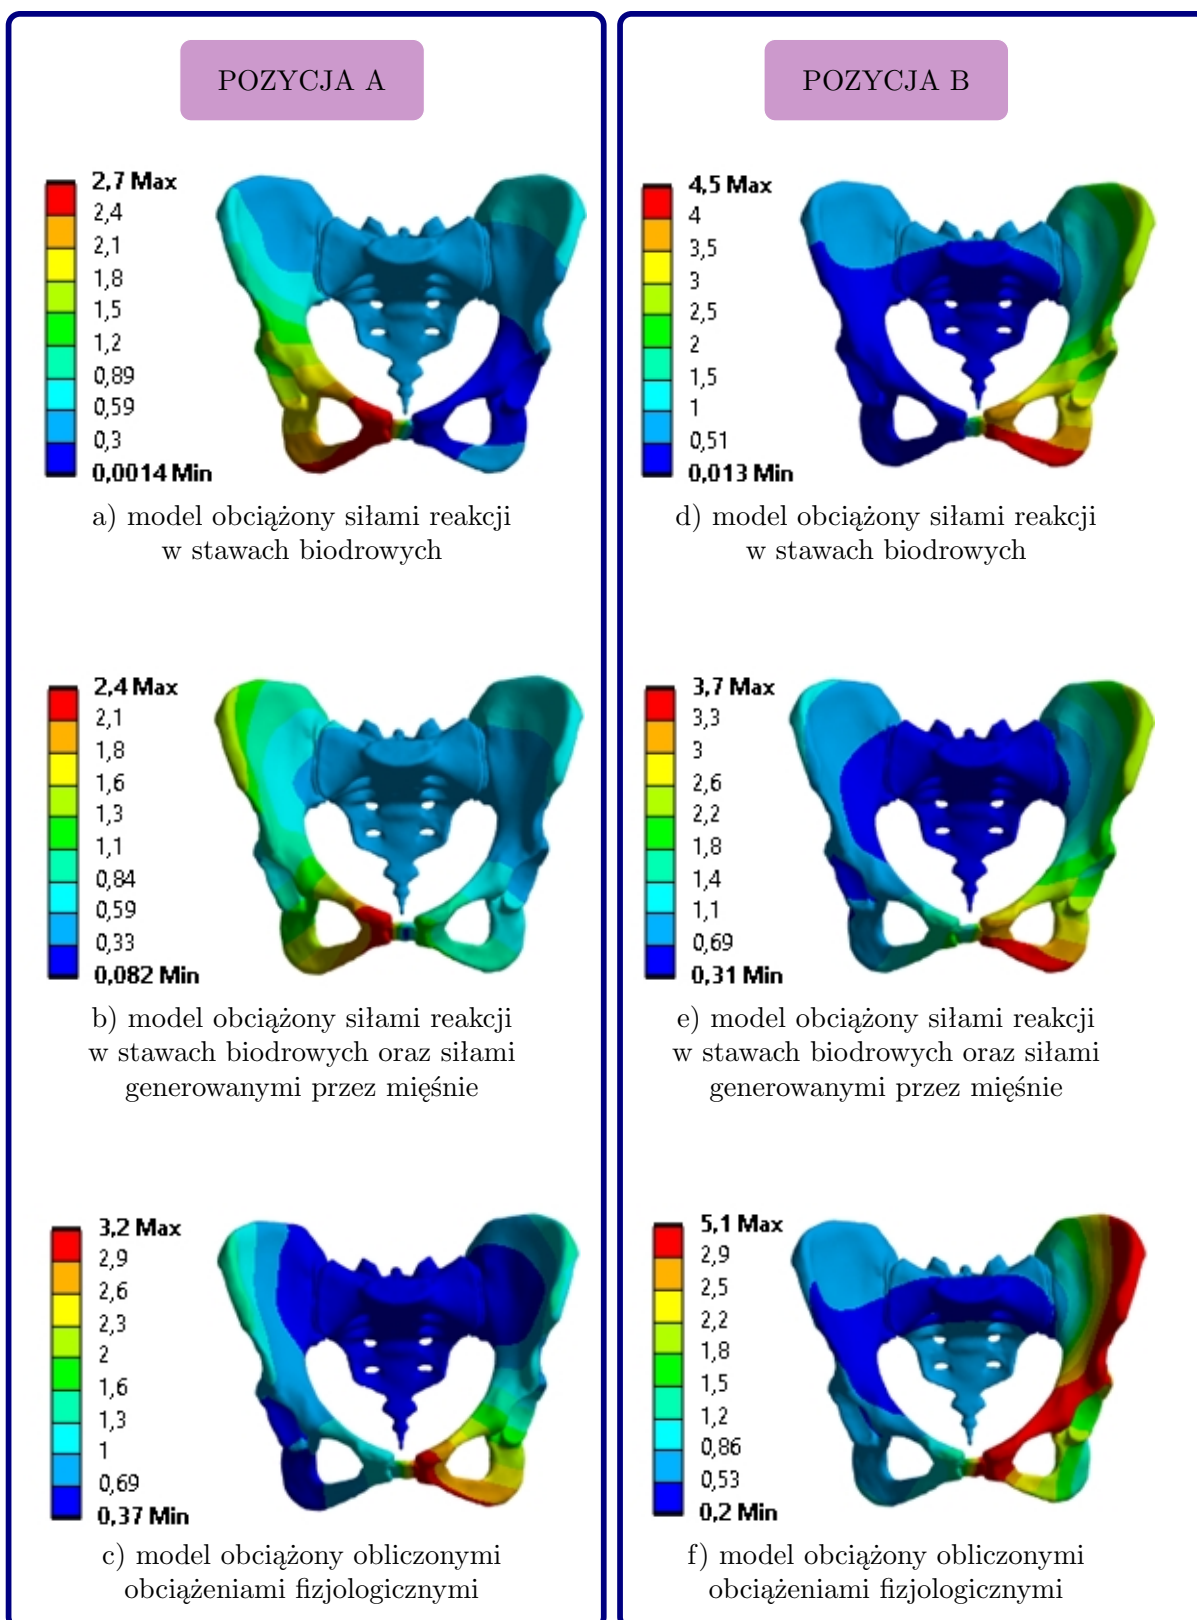 POZYCJA A
2,7 Max
2,4
2,1
1,8
1,5
1,2
0,89
0,59
0,3
0,0014 Min
a) model obciążony siłami reakcji
w stawach biodrowych
2,4 Max
2,1
1,8
1,6
1,3
1,1
0,84
0,59
0,33
0,082 Min
b) model obciążony siłami reakcji
w stawach biodrowych oraz siłami
generowanymi przez mięśnie
3,2 Max
2,9
2,6
2,3
2
1,6
1,3
1
0,69
0,37 Min
c) model obciążony obliczonymi
obciążeniami fizjologicznymi
POZYCJA B
4,5 Max
4
3,5
3
2,5
2
1,5
1
0,51
0,013 Min
d) model obciążony siłami reakcji
w stawach biodrowych
3,7 Max
3,3
3
2,6
2,2
1,8
1,4
1,1
0,69
0,31 Min
e) model obciążony siłami reakcji
w stawach biodrowych oraz siłami
generowanymi przez mięśnie
5,1 Max
2,9
2,5
2,2
1,8
1,5
1,2
0,86
0,53
0,2 Min
f) model obciążony obliczonymi
obciążeniami fizjologicznymi